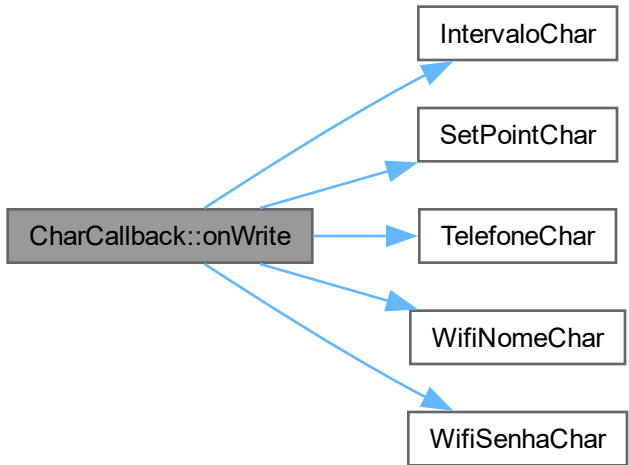 IntervaloChar
SetPointChar
CharCallback::onWrite
TelefoneChar
WifiNomeChar
WifiSenhaChar